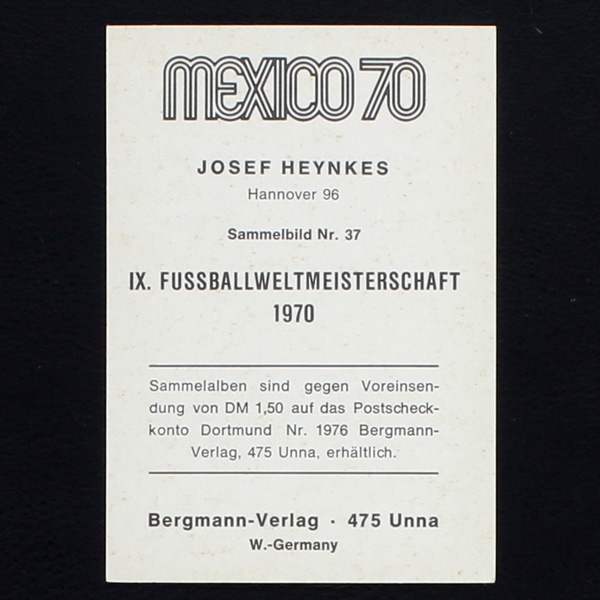 MEXICO 70
JOSEF HEYNKES
Hannover 96
Sammelbild Nr. 37
IX. FUSSBALLWELTMEISTERSCHAFT
1970
Sammelalben sind gegen Voreinsen-
dung von DM 1,50 auf das Postscheck-
konto Dortmund Nr. 1976 Bergmann-
Verlag, 475 Unna, erhältlich.
Bergmann-Verlag · 475 Unna
W.-Germany